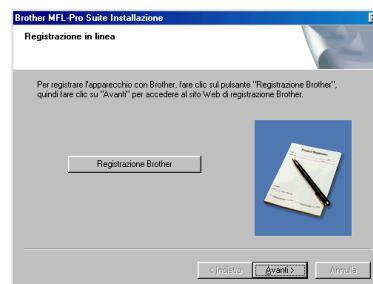 Brother MFL-Pro Suite Installazione
Registrazione in linea
Per registrare l'apparecchio con Brother, fare clic sul pulsante "Registrazione Brother",
quindi fare clic su "Avanti" per accedere al sito Web di registrazione Brother.
Registrazione Brother
< Indietro
Avanti >
Annulla